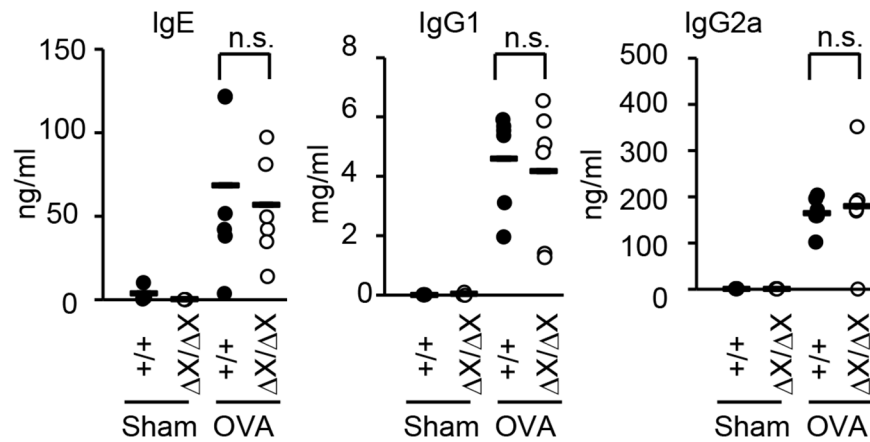 IgE
n.s.
150
100
50
0
ng/ml
+/+
ΔX/ΔX
+/+
ΔX/ΔX
Sham
OVA
IgG1
n.s.
8
6
4
2
0
mg/ml
+/+
ΔX/ΔX
+/+
ΔX/ΔX
Sham
OVA
IgG2a
n.s.
500
400
300
200
100
0
ng/ml
+/+
ΔX/ΔX
+/+
ΔX/ΔX
Sham
OVA